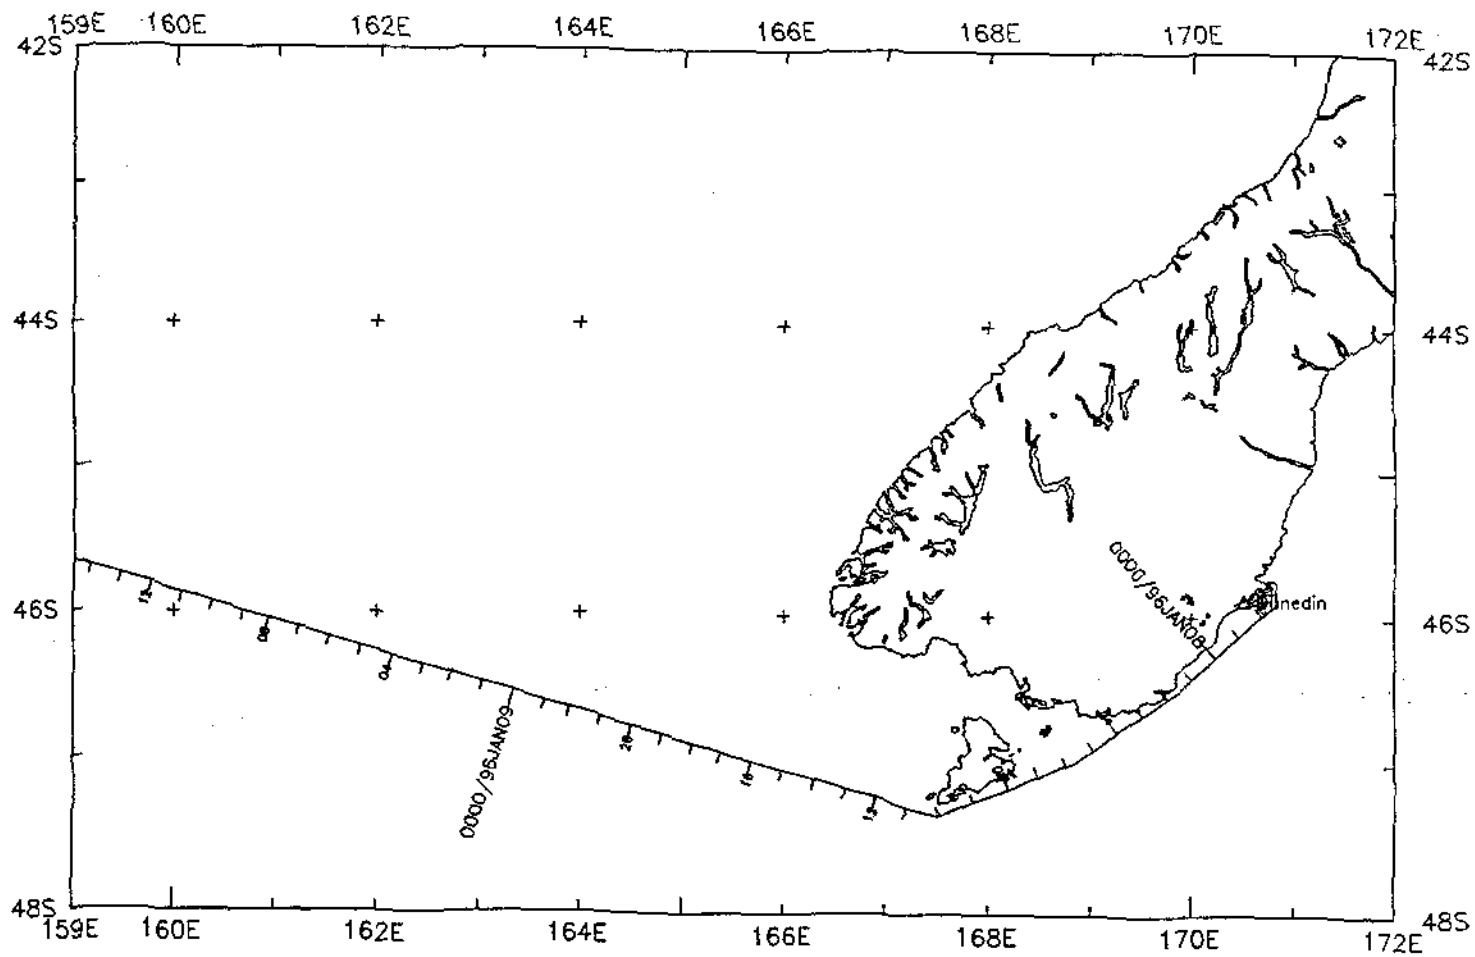 159E 160E 162E 164E 166E 168E 170E 172E
42S 42S
44S 44S
0000/96JAN08
12
46S Dunedin 46S
08
04
0000/96JAN09
20
16
12
48S 48S
159E 160E 162E 164E 166E 168E 170E 172E